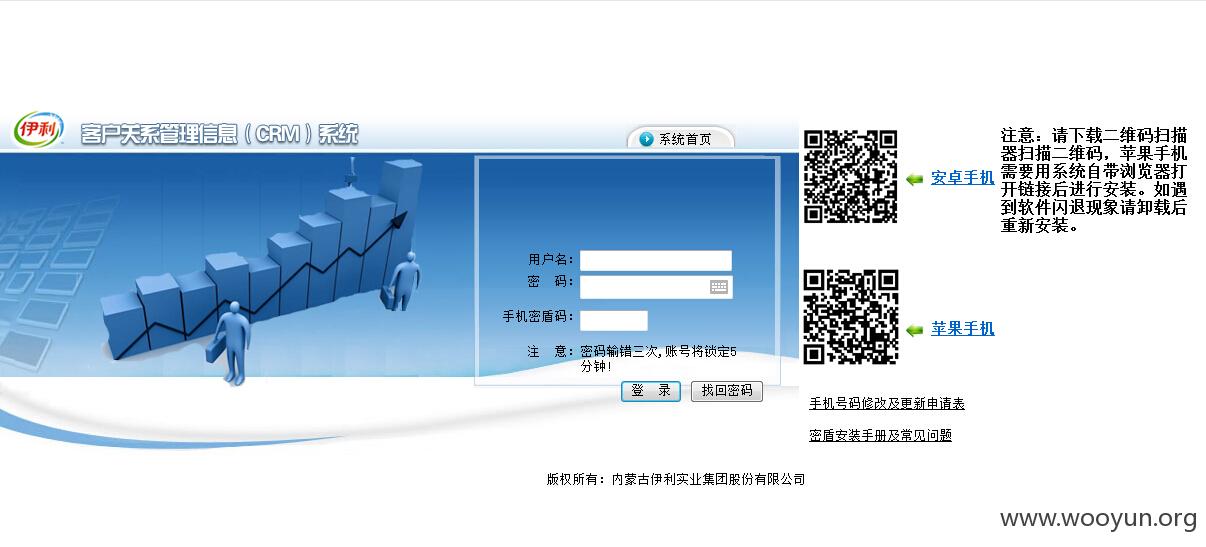 伊利
客户关系管理信息（CRM）系统
系统首页
用户名：
密 码：
手机密盾码：
注 意：密码输错三次,账号将锁定5
分钟!
登 录
找回密码
安卓手机
注意：请下载二维码扫描
器扫描二维码，苹果手机
需要用系统自带浏览器打
开链接后进行安装。如遇
到软件闪退现象请卸载后
重新安装。
苹果手机
手机号码修改及更新申请表
密盾安装手册及常见问题
版权所有：内蒙古伊利实业集团股份有限公司
www.wooyun.org